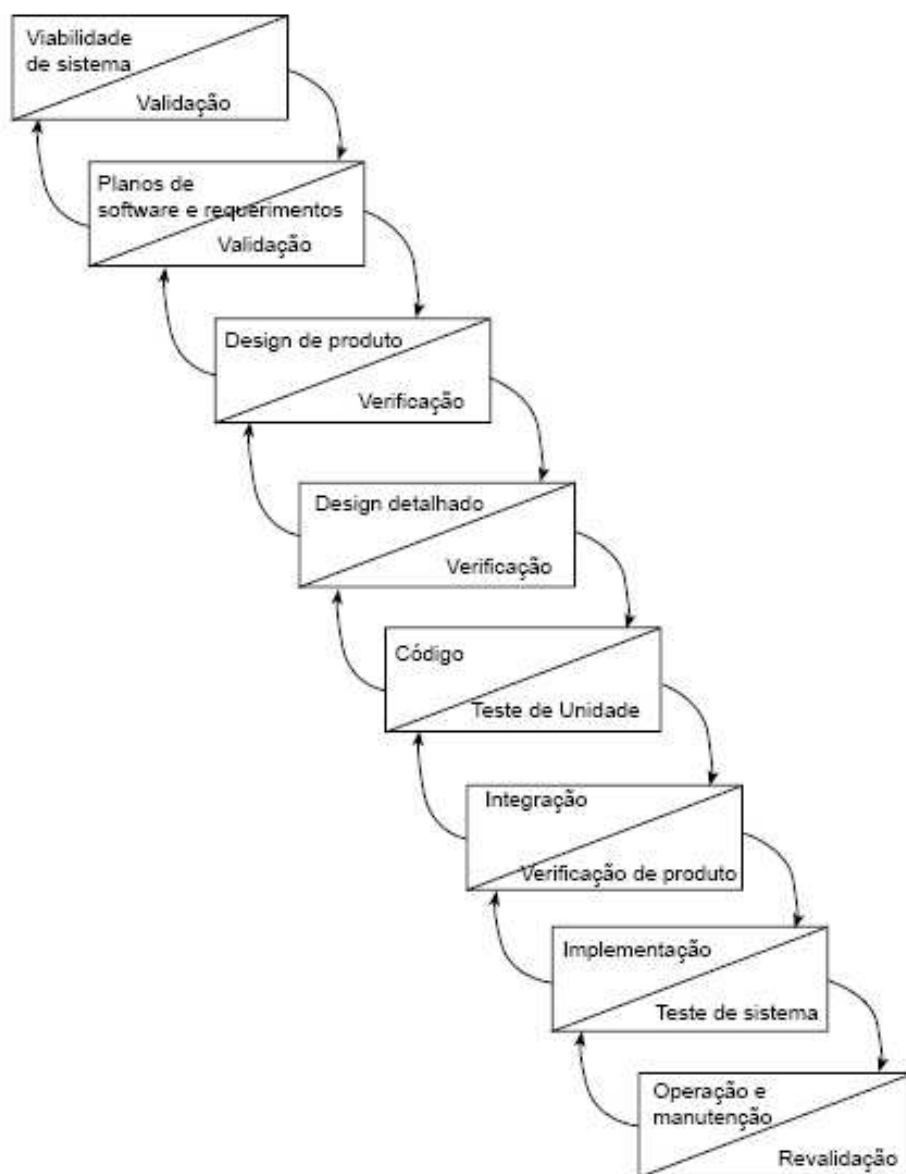 Viabilidade
de sistema
Validação
Planos de
software e requerimentos
Validação
Design de produto
Verificação
Design detalhado
Verificação
Código
Teste de Unidade
Integração
Verificação de produto
Implementação
Teste de sistema
Operação e
manutenção
Revalidação